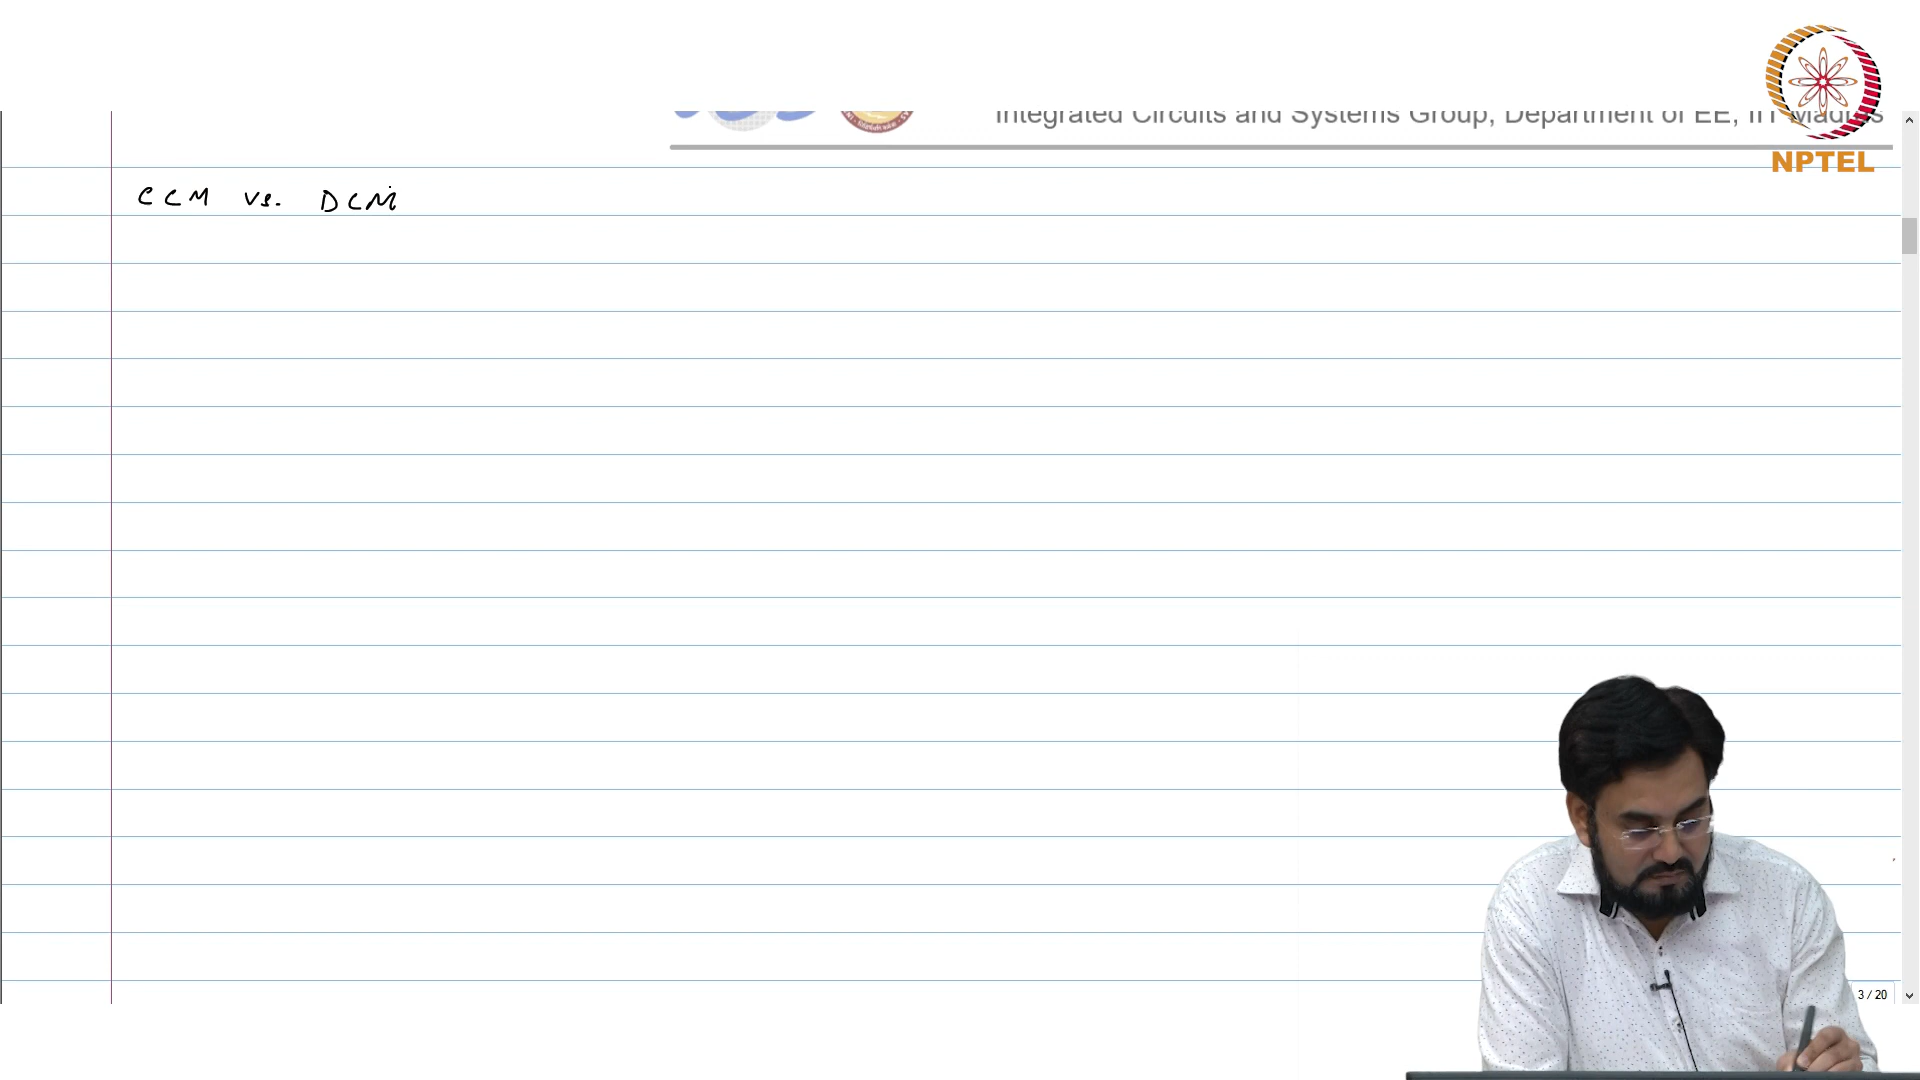 Integrated Circuits and Systems Group, Department of EE, IIT Madras
NPTEL
CCM vs. DCM
3 / 20